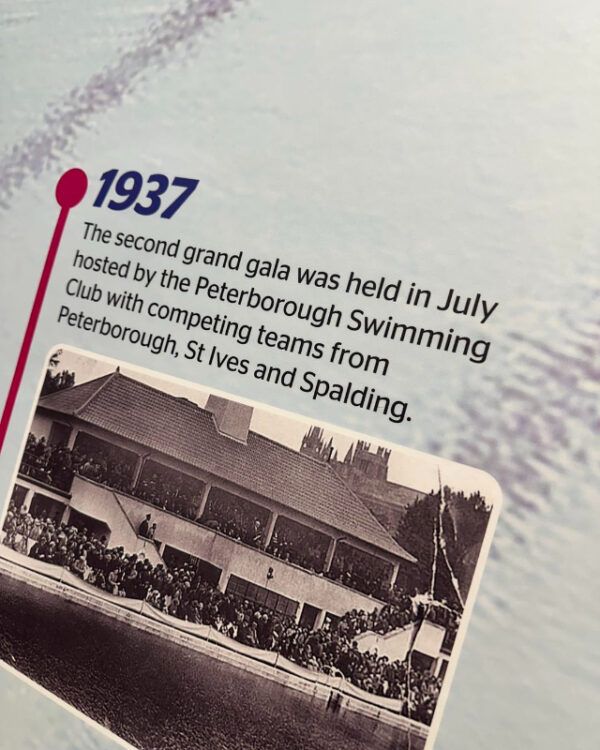 1937
The second grand gala was held in July
hosted by the Peterborough Swimming
Club with competing teams from
Peterborough, St Ives and Spalding.